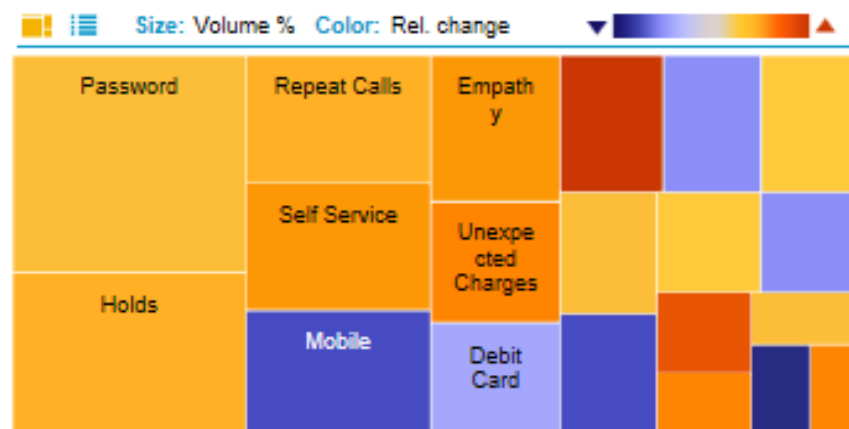 Size: Volume % Color: Rel. change
Password
Repeat Calls
Empath
y
Self Service
Unexpe
cted
Charges
Holds
Mobile
Debit
Card